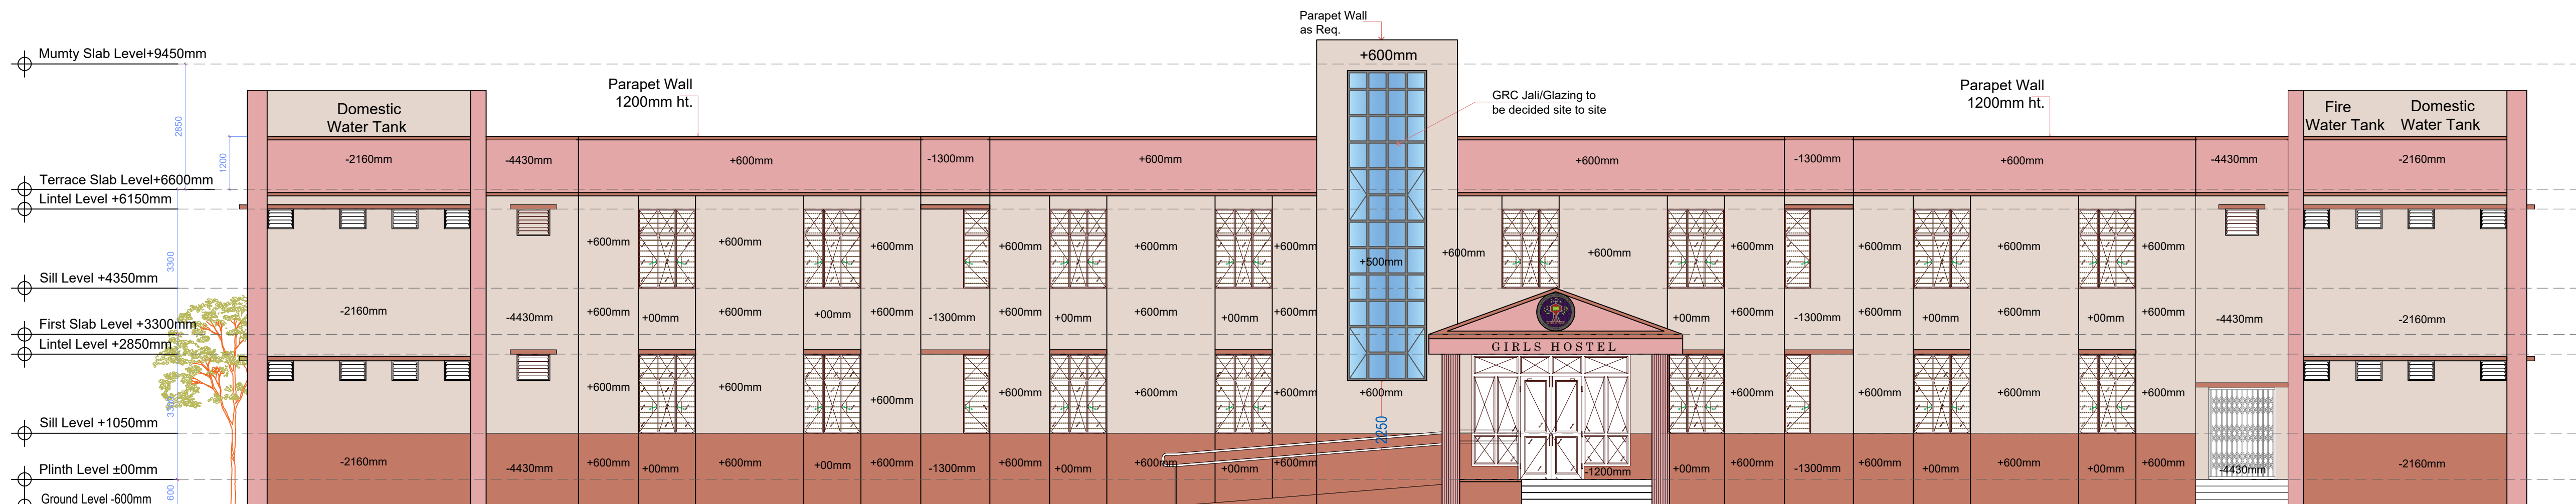 Parapet Wall
as Req.
+600mm
Mumty Slab Level+9450mm
Parapet Wall
1200mm ht.
Parapet Wall
1200mm ht.
GRC Jali/Glazing to
be decided site to site
Domestic
Water Tank
Fire
Water Tank
Domestic
Water Tank
2850
1200
-2160mm
-4430mm
+600mm
-1300mm
+600mm
+600mm
-1300mm
+600mm
-4430mm
-2160mm
Terrace Slab Level+6600mm
Lintel Level +6150mm
+600mm
+600mm
+600mm
+600mm
+600mm
+600mm
+600mm
+600mm
+600mm
+600mm
+600mm
+600mm
3300
+500mm
Sill Level +4350mm
-2160mm
-4430mm
+600mm
+00mm
+600mm
+00mm
+600mm
-1300mm
+600mm
+00mm
+600mm
+00mm
+600mm
+00mm
+600mm
-1300mm
+600mm
+00mm
+600mm
+00mm
+600mm
-4430mm
-2160mm
First Slab Level +3300mm
Lintel Level +2850mm
GIRLS HOSTEL
+600mm
+600mm
+600mm
+600mm
+600mm
+600mm
+600mm
+600mm
+600mm
+600mm
+600mm
2250
Sill Level +1050mm
-2160mm
-4430mm
+600mm
+00mm
+600mm
+00mm
+600mm
-1300mm
+600mm
+00mm
+600mm
+00mm
+600mm
-1200mm
+00mm
+600mm
-1300mm
+600mm
+00mm
+600mm
+00mm
+600mm
-4430mm
-2160mm
Plinth Level ±00mm
600
Ground Level -600mm